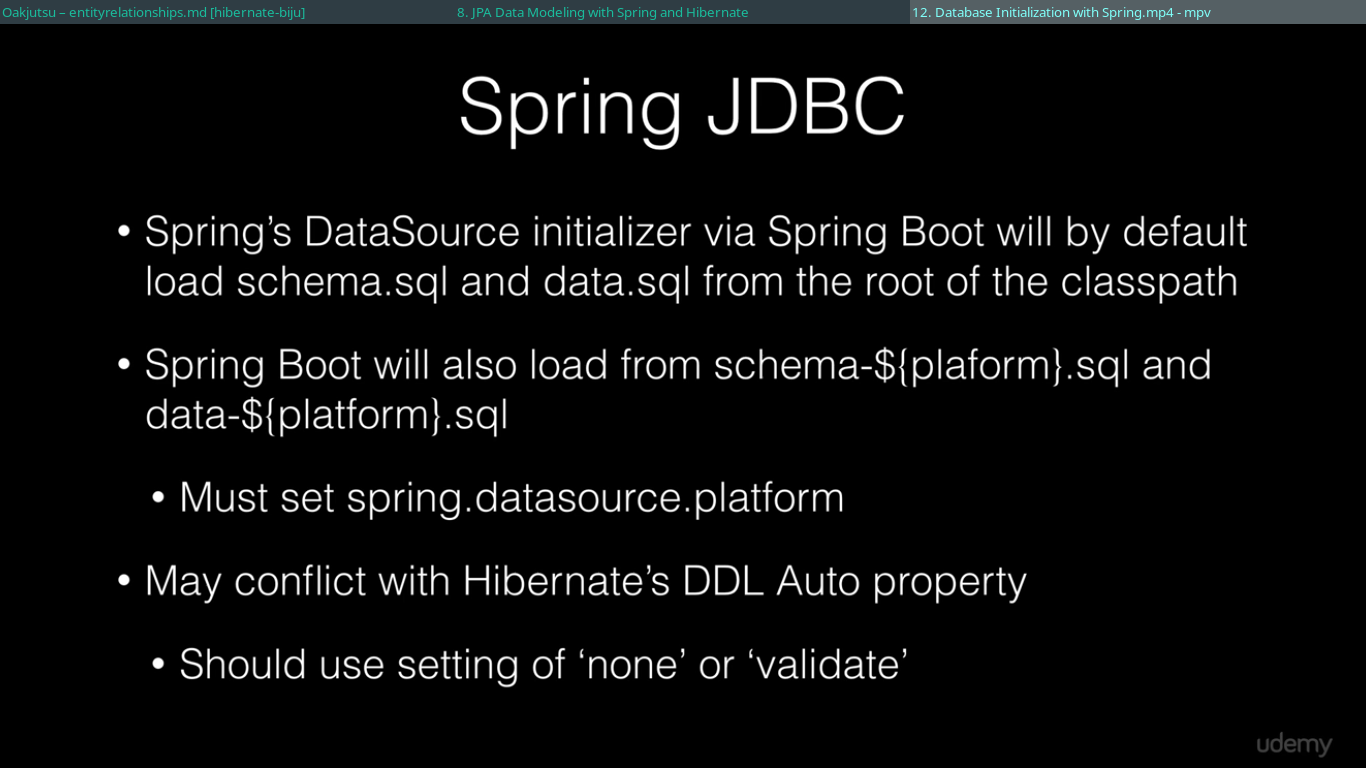 Oakjutsu – entityrelationships.md [hibernate-biju]
8. JPA Data Modeling with Spring and Hibernate
12. Database Initialization with Spring.mp4 - mpv
Spring JDBC
• Spring’s DataSource initializer via Spring Boot will by default
load schema.sql and data.sql from the root of the classpath
• Spring Boot will also load from schema-${plaform}.sql and
data-${platform}.sql
• Must set spring.datasource.platform
• May conflict with Hibernate’s DDL Auto property
• Should use setting of ‘none’ or ‘validate’
udemy